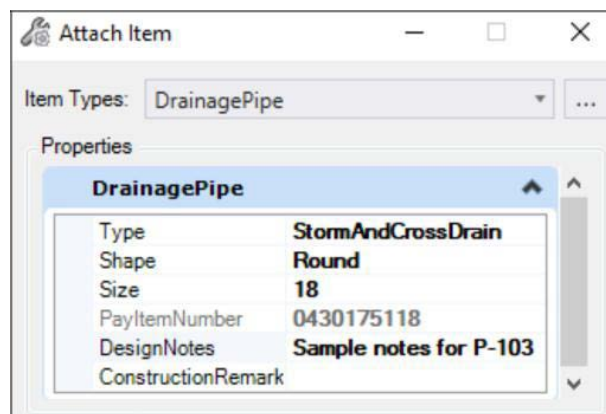 Attach Item
Item Types: DrainagePipe ...
Properties
DrainagePipe
Type StormAndCrossDrain
Shape Round
Size 18
PayItemNumber 0430175118
DesignNotes Sample notes for P-103
ConstructionRemark